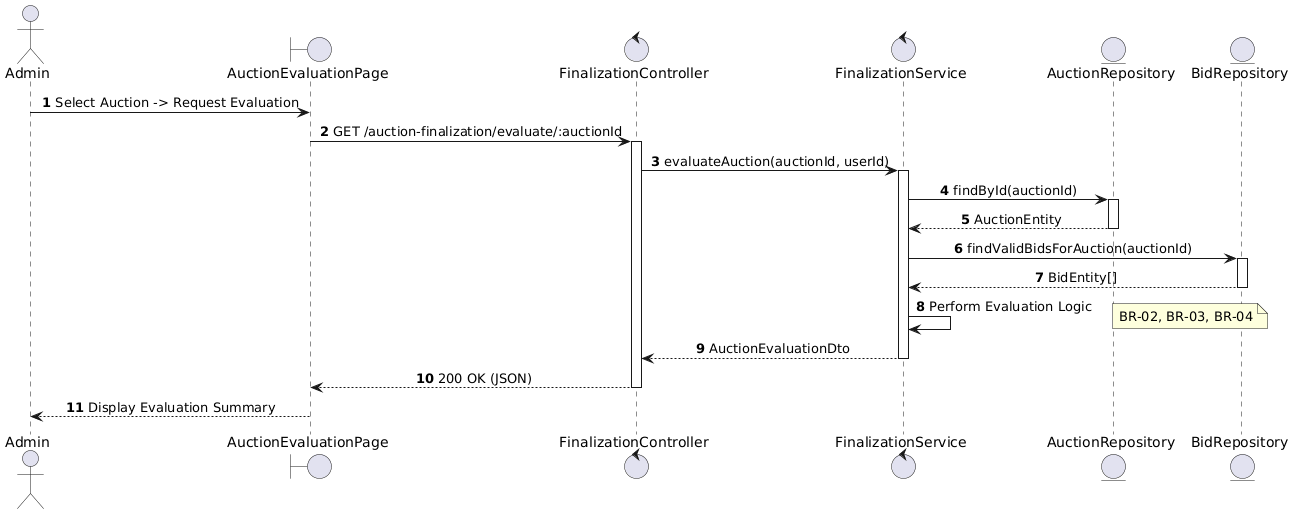 Admin
AuctionEvaluationPage
FinalizationController
FinalizationService
AuctionRepository
BidRepository
1 Select Auction -> Request Evaluation
2 GET /auction-finalization/evaluate/:auctionId
3 evaluateAuction(auctionId, userId)
4 findById(auctionId)
5 AuctionEntity
6 findValidBidsForAuction(auctionId)
7 BidEntity[]
8 Perform Evaluation Logic
BR-02, BR-03, BR-04
9 AuctionEvaluationDto
10 200 OK (JSON)
11 Display Evaluation Summary
Admin
AuctionEvaluationPage
FinalizationController
FinalizationService
AuctionRepository
BidRepository